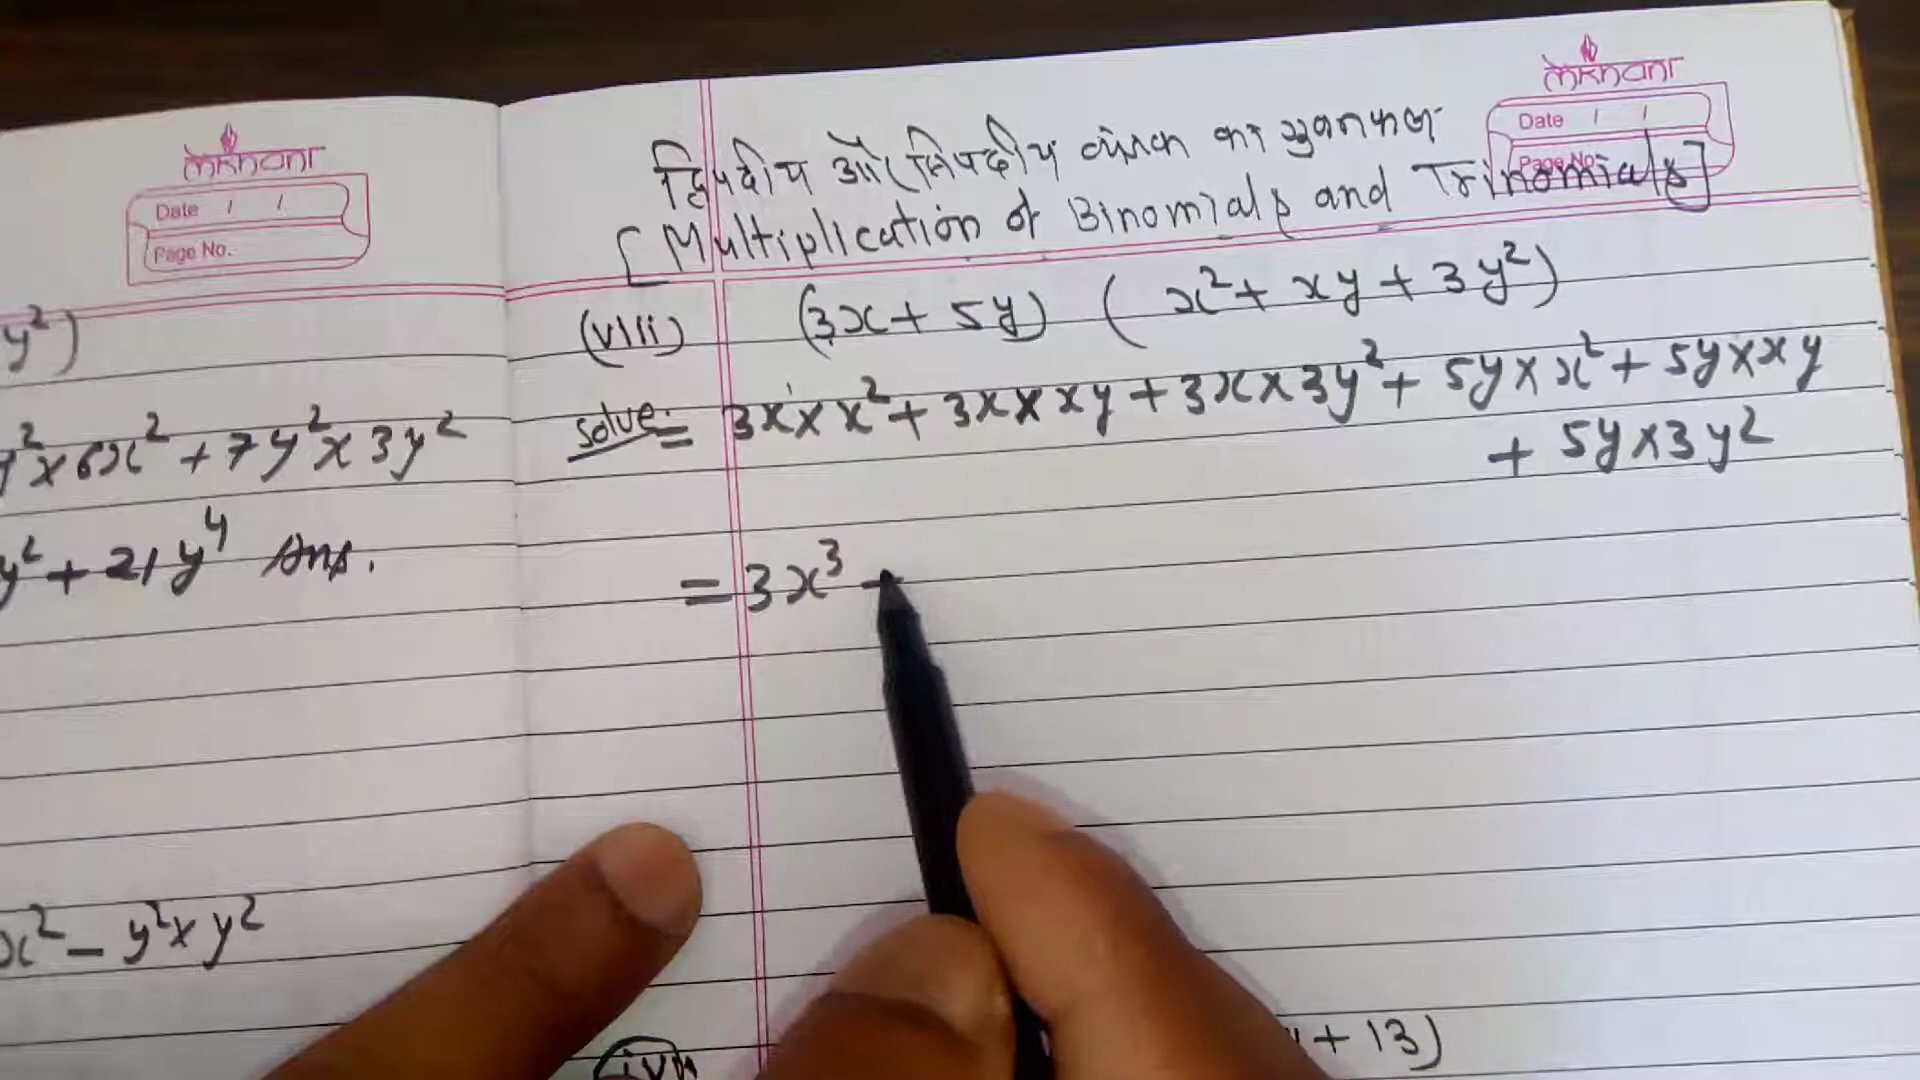 lekhani
Date / /
Page No.
y²)
y²×6x² + 7y²×3y²
y² + 21y⁴ Ans.
x² - y²×y²
lekhani
Date / /
Page No.
द्विपदीय और त्रिपदीय व्यंजक का गुणनफल
[Multiplication of Binomials and Trinomials]
(viii) (3x + 5y) (x² + xy + 3y²)
solve:- = 3x × x² + 3x × xy + 3x × 3y² + 5y × x² + 5y × xy
+ 5y × 3y²
= 3x³ -
+ 13)